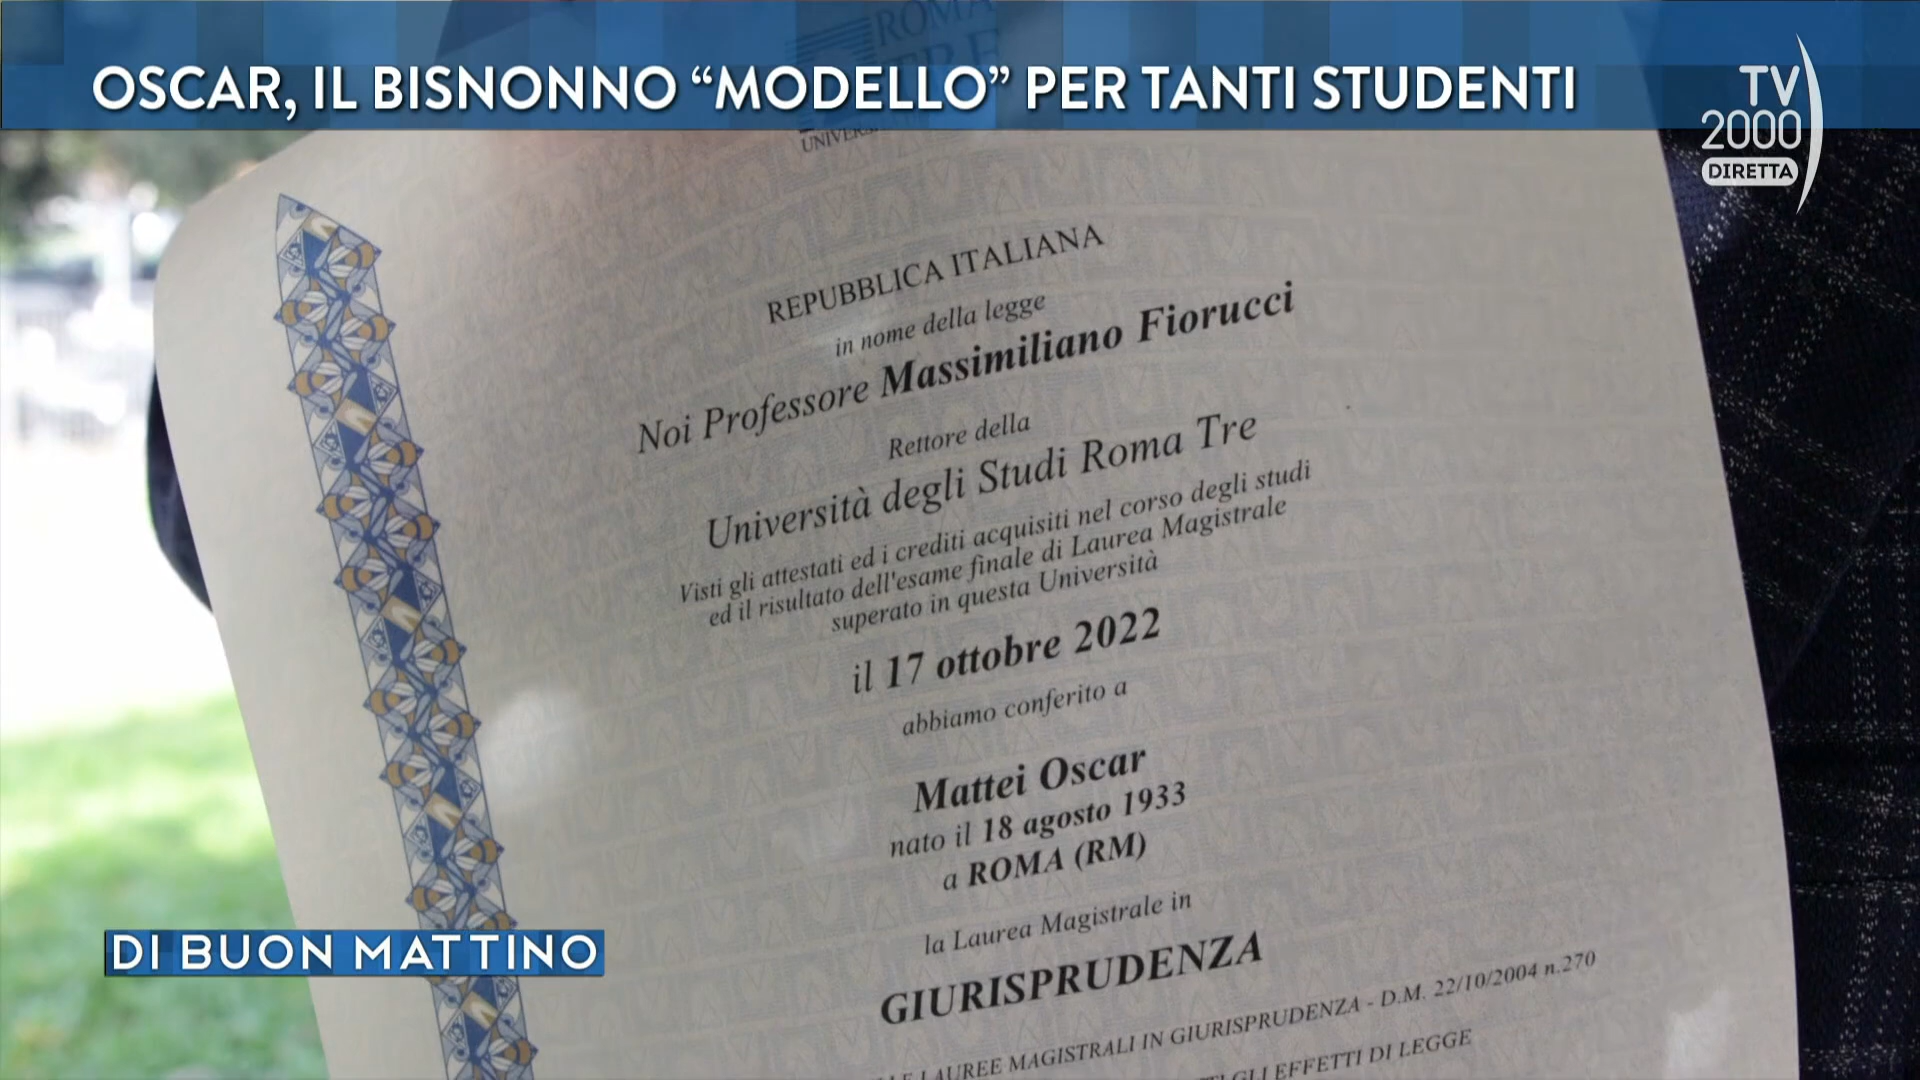 OSCAR, IL BISNONNO “MODELLO” PER TANTI STUDENTI
TV
2000
DIRETTA
ROMA
TRE
REPUBBLICA ITALIANA
in nome della legge
Noi Professore Massimiliano Fiorucci
Rettore della
Università degli Studi Roma Tre
Visti gli attestati ed i crediti acquisiti nel corso degli studi
ed il risultato dell'esame finale di Laurea Magistrale
superato in questa Università
il 17 ottobre 2022
abbiamo conferito a
Mattei Oscar
nato il 18 agosto 1933
a ROMA (RM)
la Laurea Magistrale in
GIURISPRUDENZA
LAUREE MAGISTRALI IN GIURISPRUDENZA - D.M. 22/10/2004 n.270
GLI EFFETTI DI LEGGE
DI BUON MATTINO